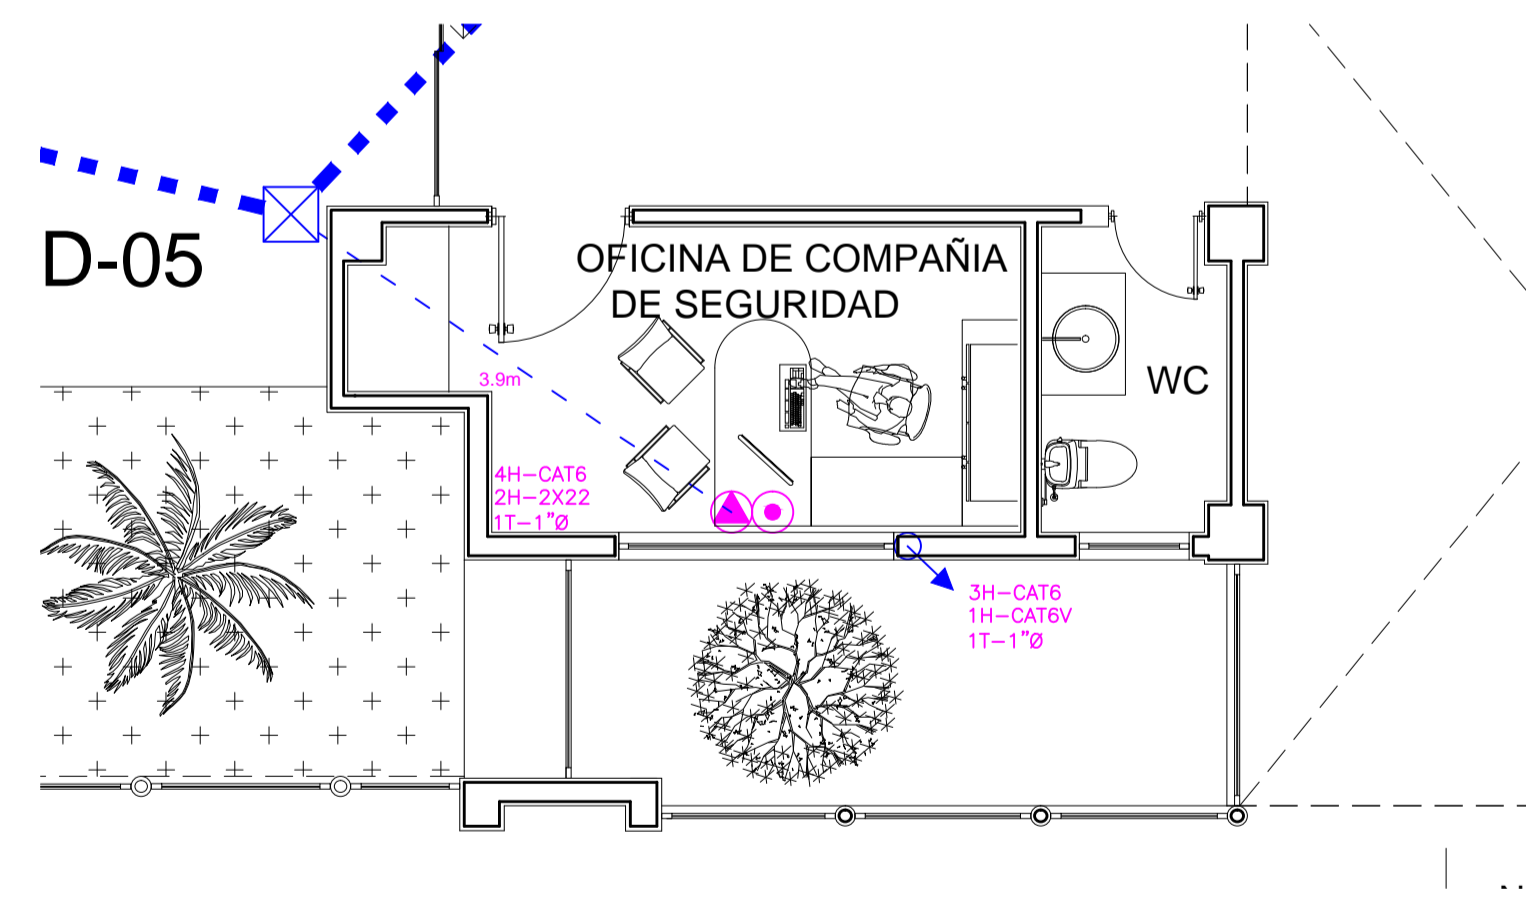 D-05
OFICINA DE COMPAÑIA
DE SEGURIDAD
3.9m
WC
4H-CAT6
2H-2X22
1T-1"Ø
3H-CAT6
1H-CAT6V
1T-1"Ø